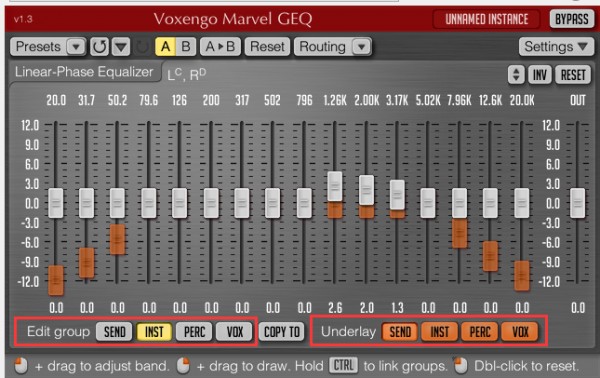 v1.3 Voxengo Marvel GEQ UNNAMED INSTANCE BYPASS
Presets A B A▸B Reset Routing Settings
Linear-Phase Equalizer L^C, R^D INV RESET
20.0 31.7 50.2 79.6 126 200 317 502 796 1.26K 2.00K 3.17K 5.02K 7.96K 12.6K 20.0K OUT
12.0 12.0
9.0 9.0
6.0 6.0
3.0 3.0
0.0 0.0
-3.0 -3.0
-6.0 -6.0
-9.0 -9.0
-12.0 -12.0
0.0 0.0 0.0 0.0 0.0 0.0 0.0 0.0 0.0 2.6 2.0 1.3 0.0 0.0 0.0 0.0 0.0
Edit group SEND INST PERC VOX COPY TO Underlay SEND INST PERC VOX
+ drag to adjust band. + drag to draw. Hold CTRL to link groups. Dbl-click to reset.